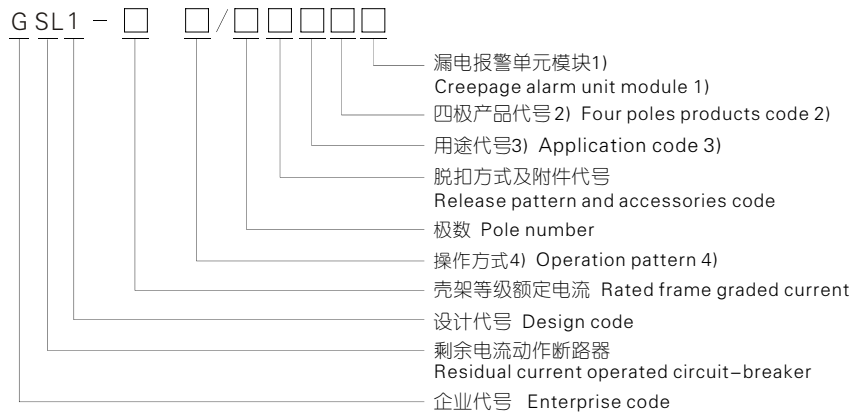 GSL1-□ □/□□□□□
漏电报警单元模块1)
Creepage alarm unit module 1)
四极产品代号2) Four poles products code 2)
用途代号3) Application code 3)
脱扣方式及附件代号
Release pattern and accessories code
极数 Pole number
操作方式4) Operation pattern 4)
壳架等级额定电流 Rated frame graded current
设计代号 Design code
剩余电流动作断路器
Residual current operated circuit-breaker
企业代号 Enterprise code